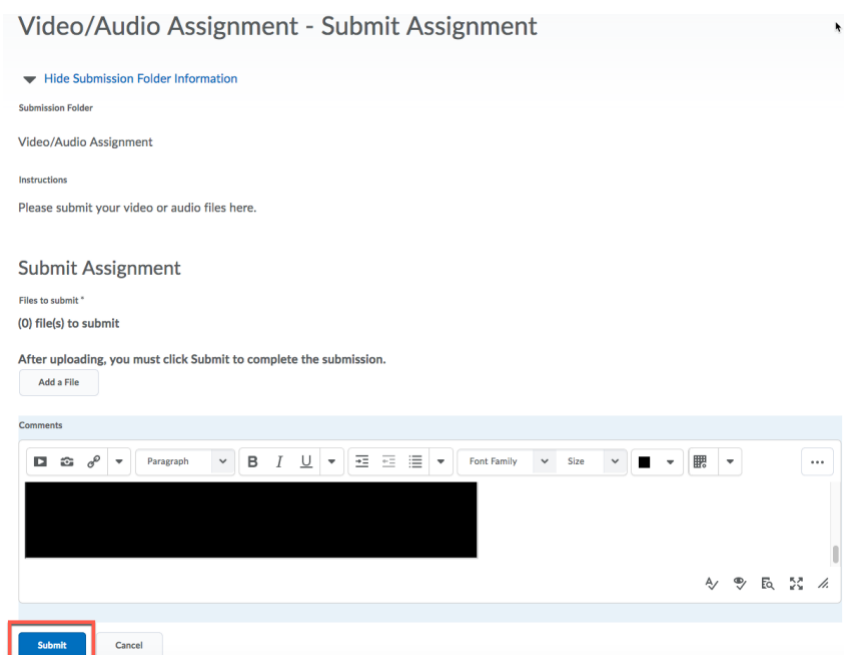 Video/Audio Assignment - Submit Assignment
Hide Submission Folder Information
Submission Folder
Video/Audio Assignment
Instructions
Please submit your video or audio files here.
Submit Assignment
Files to submit *
(0) file(s) to submit
After uploading, you must click Submit to complete the submission.
Add a File
Comments
Paragraph B I U Font Family Size ...
Submit Cancel